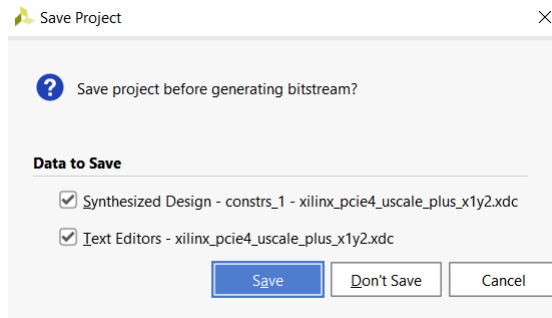 Save Project
Save project before generating bitstream?
Data to Save
Synthesized Design - constrs_1 - xilinx_pcie4_uscale_plus_x1y2.xdc
Text Editors - xilinx_pcie4_uscale_plus_x1y2.xdc
Save Don't Save Cancel